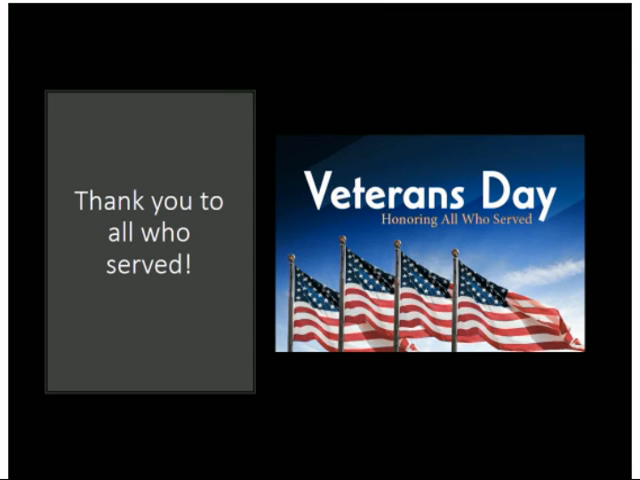 Thank you to
all who
served!
Veterans Day
Honoring All Who Served